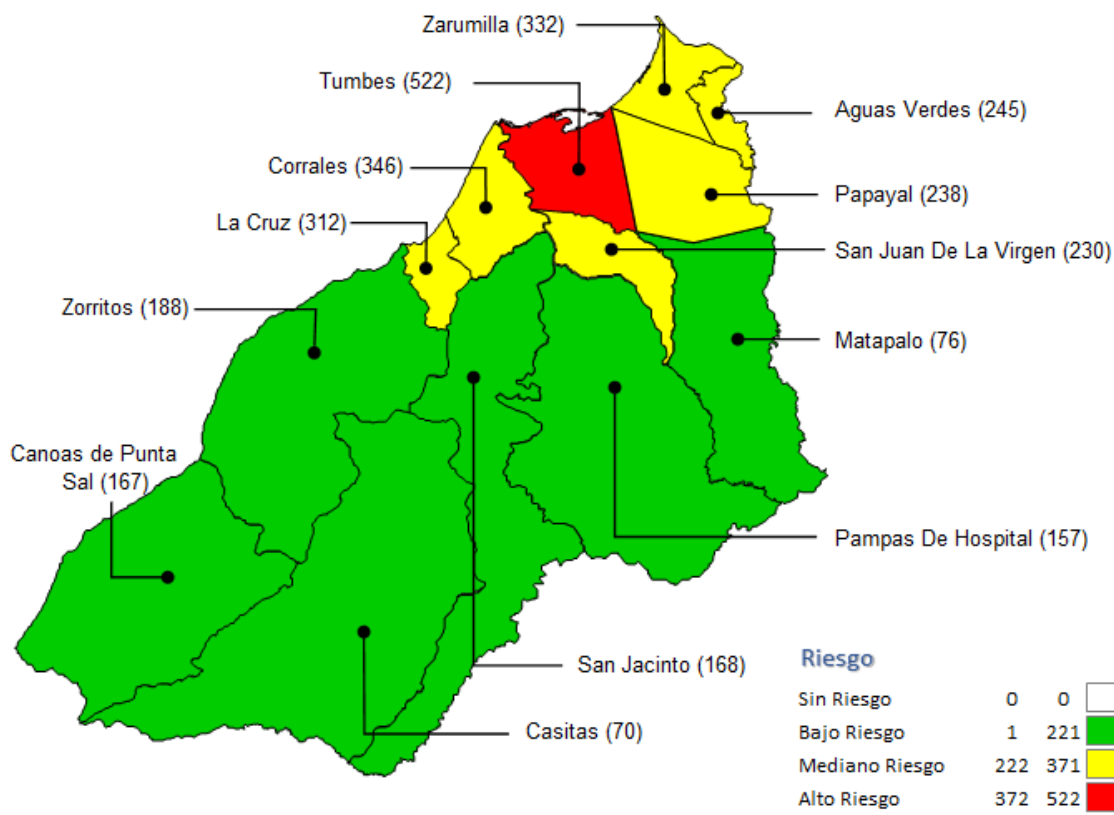 Zarumilla (332)
Tumbes (522)
Aguas Verdes (245)
Corrales (346)
Papayal (238)
La Cruz (312)
San Juan De La Virgen (230)
Zorritos (188)
Matapalo (76)
Canoas de Punta
Sal (167)
Pampas De Hospital (157)
San Jacinto (168)
Casitas (70)
Riesgo
Sin Riesgo 0 0
Bajo Riesgo 1 221
Mediano Riesgo 222 371
Alto Riesgo 372 522